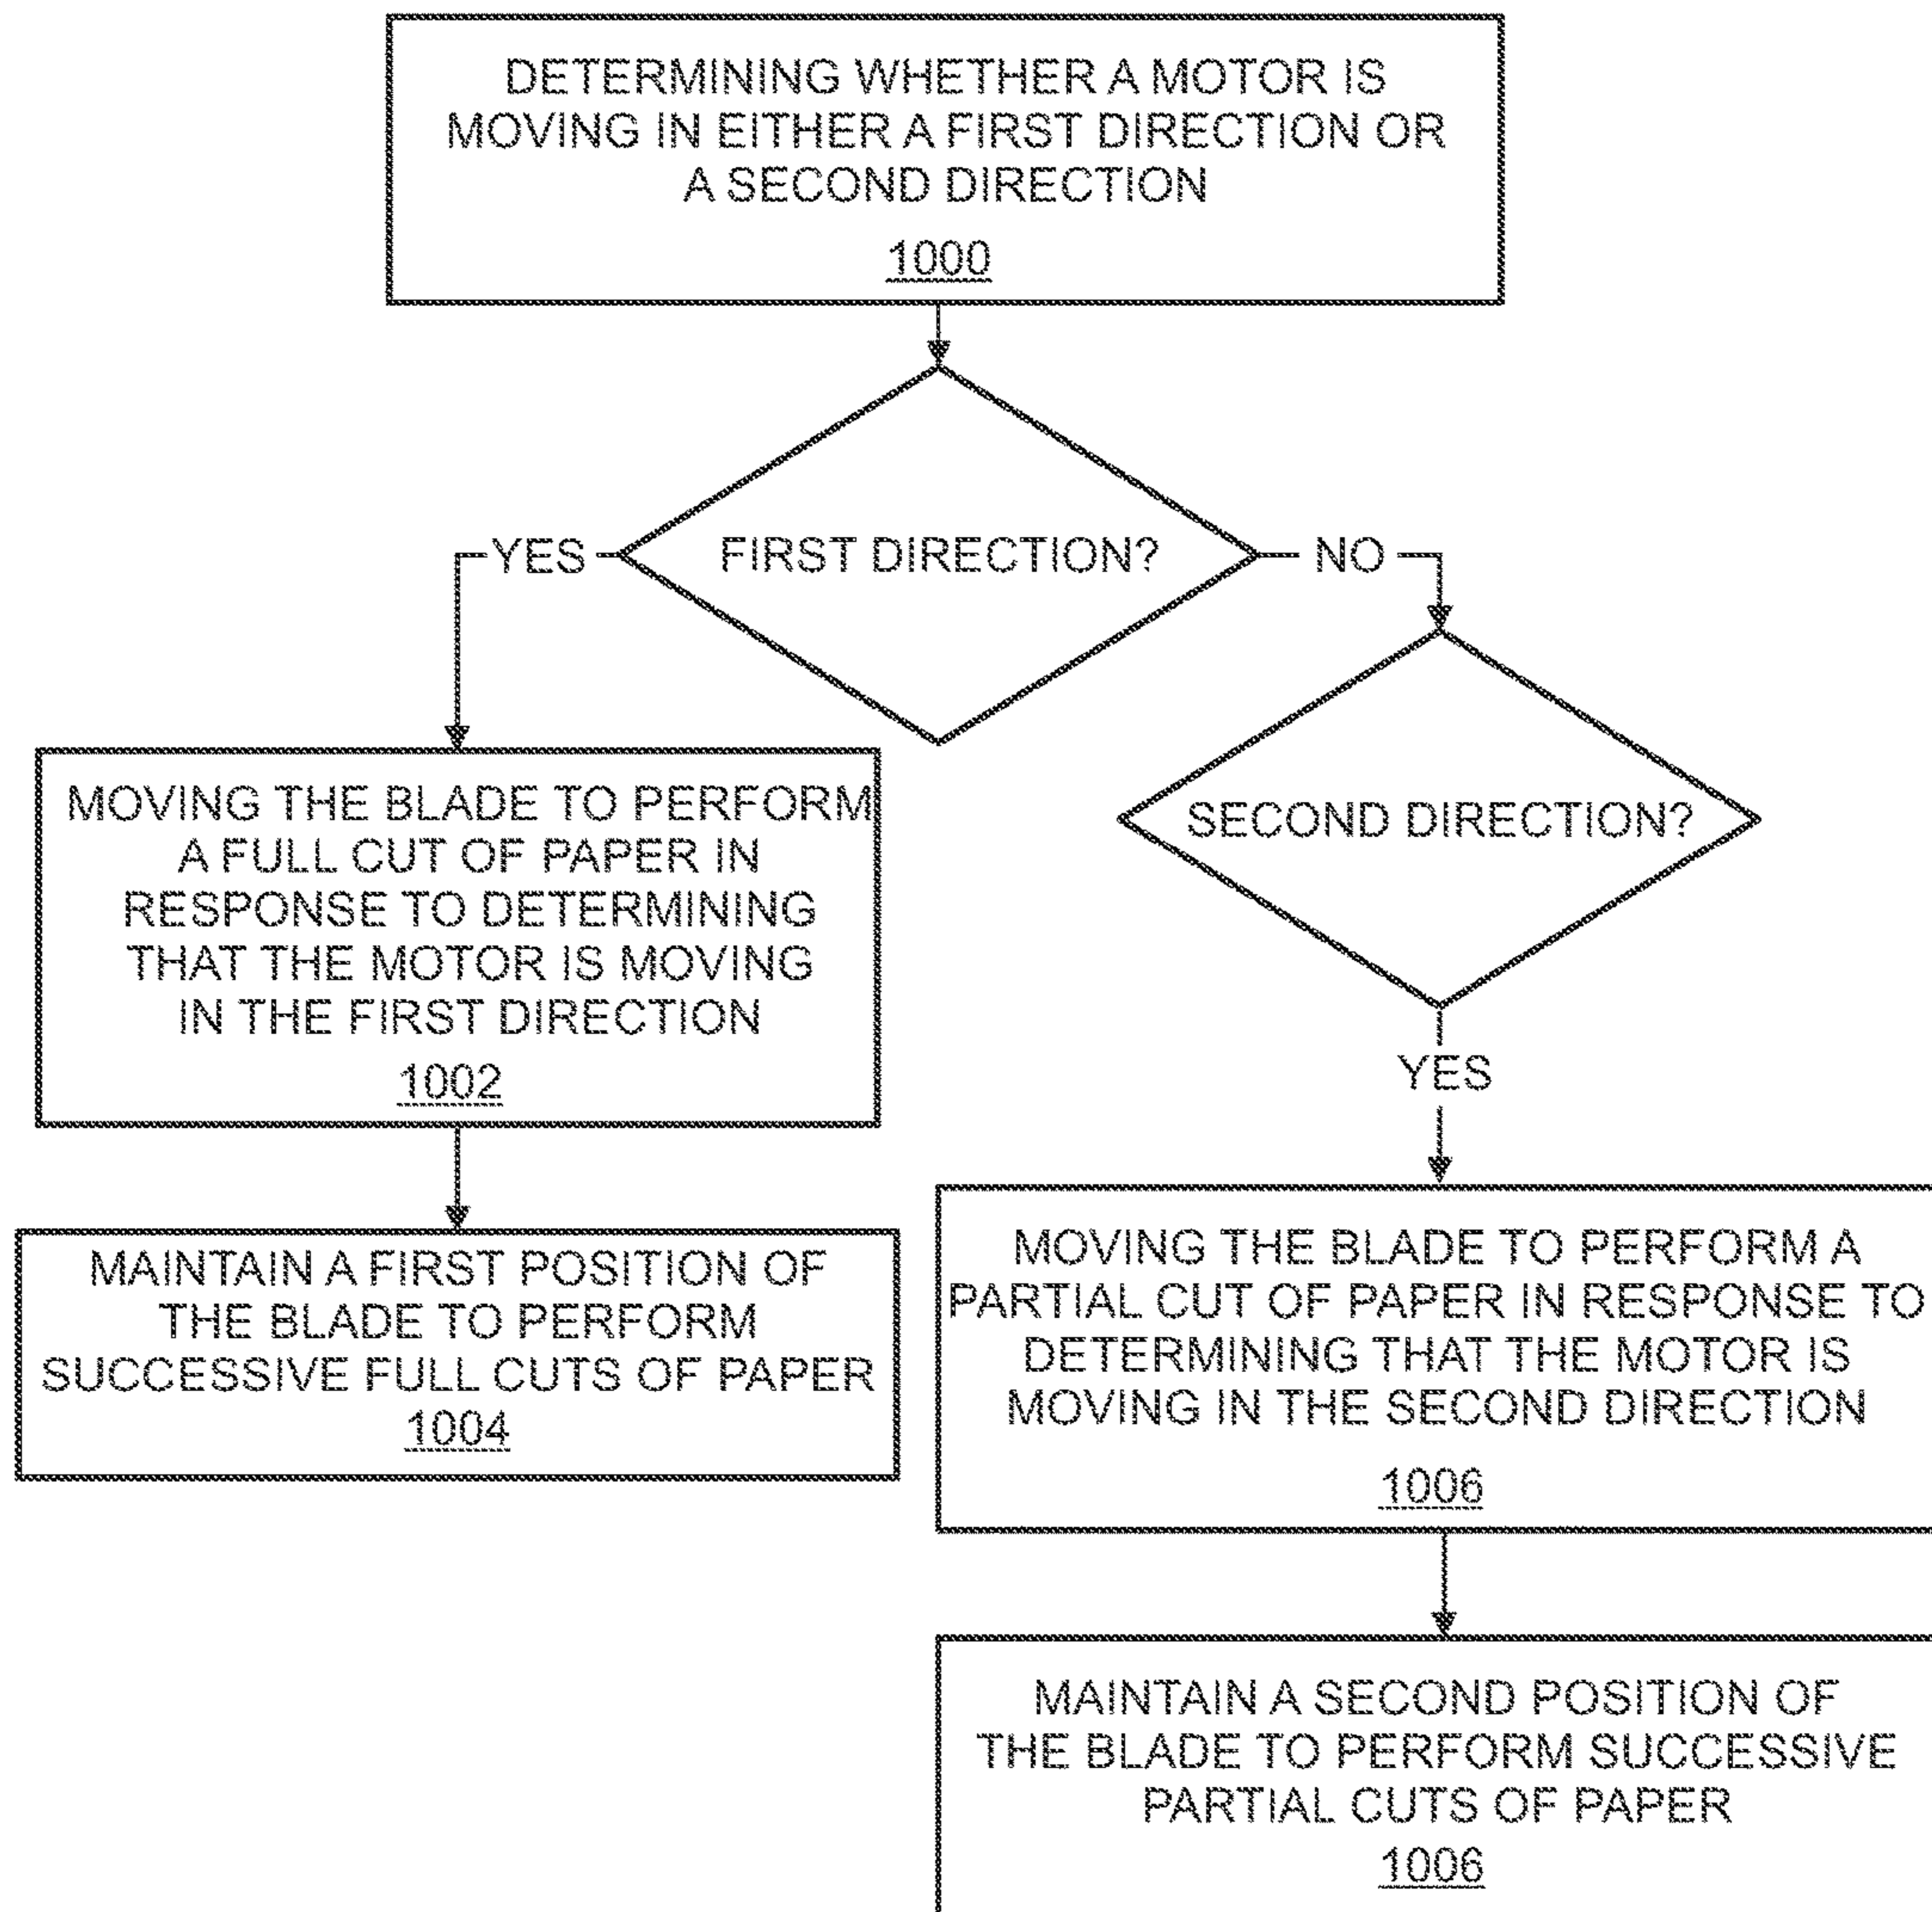 DETERMINING WHETHER A MOTOR IS
MOVING IN EITHER A FIRST DIRECTION OR
A SECOND DIRECTION
1000
FIRST DIRECTION?
YES
NO
SECOND DIRECTION?
YES
MOVING THE BLADE TO PERFORM
A FULL CUT OF PAPER IN
RESPONSE TO DETERMINING
THAT THE MOTOR IS MOVING
IN THE FIRST DIRECTION
1002
MAINTAIN A FIRST POSITION OF
THE BLADE TO PERFORM
SUCCESSIVE FULL CUTS OF PAPER
1004
MOVING THE BLADE TO PERFORM A
PARTIAL CUT OF PAPER IN RESPONSE TO
DETERMINING THAT THE MOTOR IS
MOVING IN THE SECOND DIRECTION
1006
MAINTAIN A SECOND POSITION OF
THE BLADE TO PERFORM SUCCESSIVE
PARTIAL CUTS OF PAPER
1006